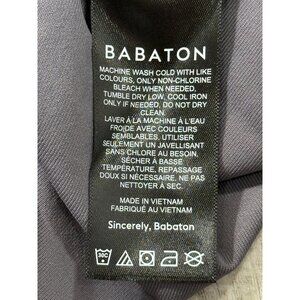 BABATON
MACHINE WASH COLD WITH LIKE
COLOURS, ONLY NON-CHLORINE
BLEACH WHEN NEEDED.
TUMBLE DRY LOW, COOL IRON
ONLY IF NEEDED, DO NOT DRY
CLEAN.
LAVER À LA MACHINE À L'EAU
FROIDE AVEC COULEURS
SEMBLABLES. UTILISER
SEULEMENT UN JAVELLISANT
SANS CHLORE AU BESOIN.
SÉCHER À BASSE
TEMPÉRATURE, REPASSAGE
DOUX SI NÉCESSAIRE. NE PAS
NETTOYER À SEC.
MADE IN VIETNAM
FABRIQUÉ AU VIETNAM
Sincerely, Babaton
30C